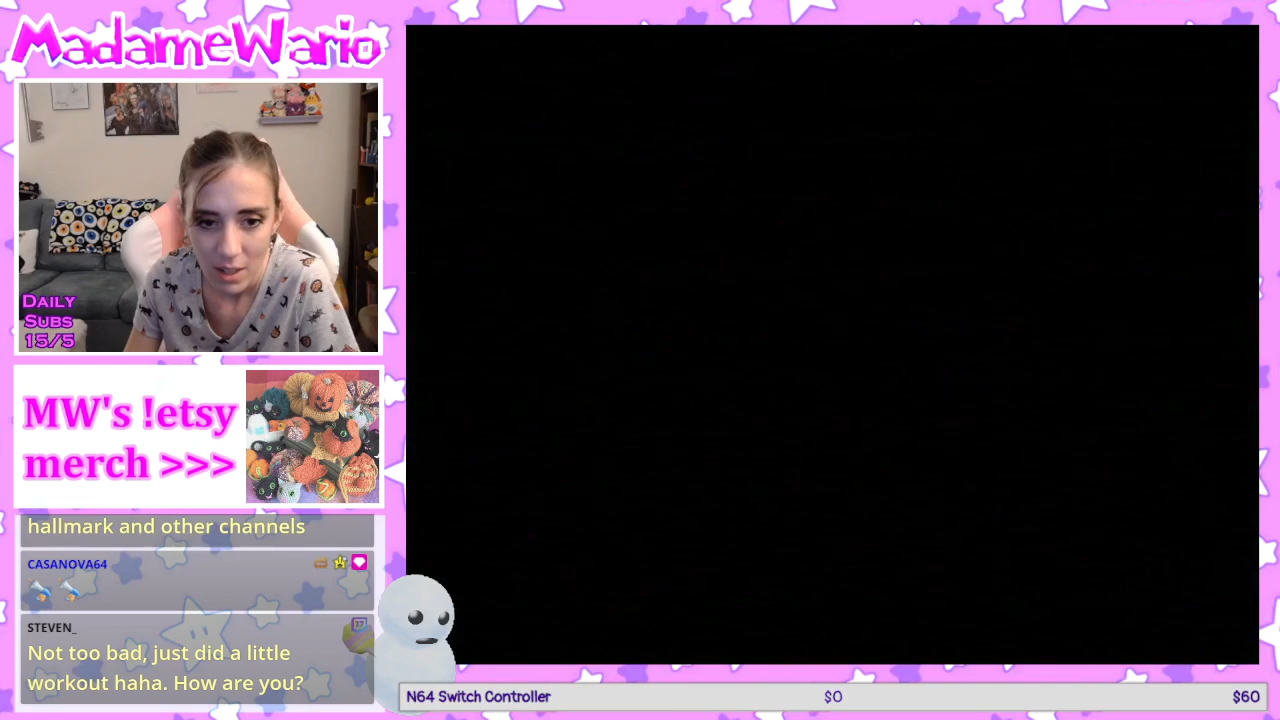 MadameWario
DAILY
SUBS
15/5
MW's !etsy
merch >>>
hallmark and other channels
CASANOVA64
STEVEN_
Not too bad, just did a little
workout haha. How are you?
N64 Switch Controller $0 $60